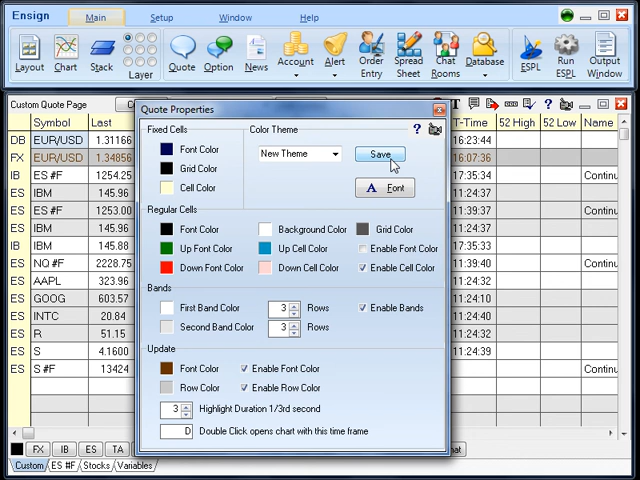 Ensign Main Setup Window Help
Layout Chart Stack Layer Quote Option News Account Alert Order Entry Spread Sheet Chat Rooms Database ESPL Run ESPL Output Window
Custom Quote Page
Quote Properties
Symbol Last T-Time 52 High 52 Low Name
DB EUR/USD 1.31166 16:23:44
FX EUR/USD 1.34856 16:07:36
IB ES #F 1254.25 17:35:34 Continu
ES IBM 145.96 11:24:37
ES ES #F 1253.00 11:39:37 Continu
ES IBM 145.96 11:24:37
IB IBM 145.88 17:35:33
ES NQ #F 2228.75 11:39:40 Continu
ES AAPL 323.96 11:24:32
ES GOOG 603.57 11:24:10
ES INTC 20.84 11:24:32
ES R 51.15 11:24:32
ES S 4.1600 11:24:39
ES S #F 13424 Continu
Fixed Cells
Font Color
Grid Color
Cell Color
Color Theme
New Theme Save
A Font
Regular Cells
Font Color Background Color Grid Color
Up Font Color Up Cell Color Enable Font Color
Down Font Color Down Cell Color Enable Cell Color
Bands
First Band Color 3 Rows Enable Bands
Second Band Color 3 Rows
Update
Font Color Enable Font Color
Row Color Enable Row Color
3 Highlight Duration 1/3rd second
D Double Click opens chart with this time frame
FX IB ES TA
Custom ES #F Stocks Variables